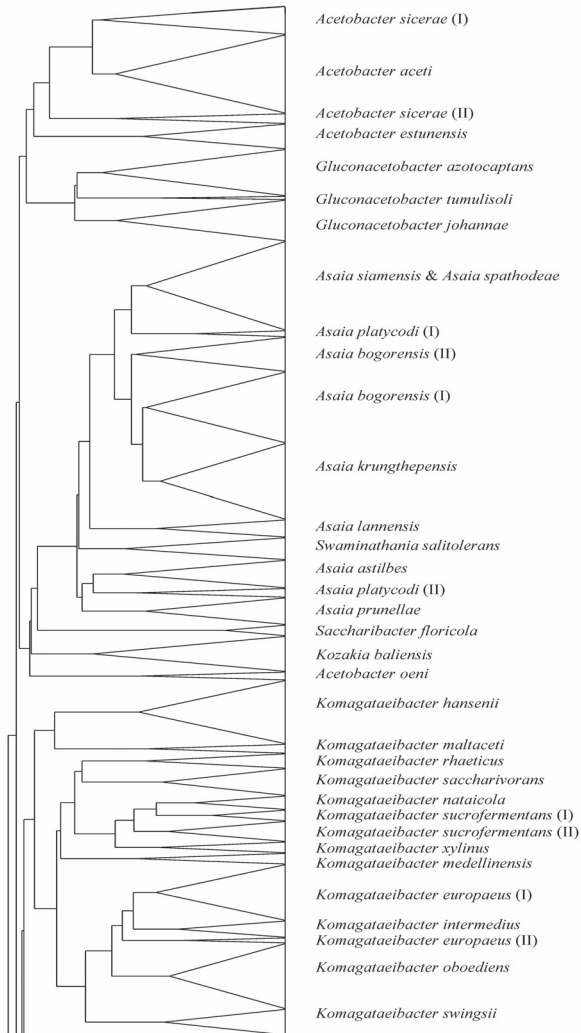 Acetobacter sicerae (I)
Acetobacter aceti
Acetobacter sicerae (II)
Acetobacter estunensis
Gluconacetobacter azotocaptans
Gluconacetobacter tumulisoli
Gluconacetobacter johannae
Asaia siamensis & Asaia spathodeae
Asaia platycodi (I)
Asaia bogorensis (II)
Asaia bogorensis (I)
Asaia krungthepensis
Asaia lannensis
Swaminathania salitolerans
Asaia astilbes
Asaia platycodi (II)
Asaia prunellae
Saccharibacter floricola
Kozakia baliensis
Acetobacter oeni
Komagataeibacter hansenii
Komagataeibacter maltaceti
Komagataeibacter rhaeticus
Komagataeibacter saccharivorans
Komagataeibacter nataicola
Komagataeibacter sucrofermentans (I)
Komagataeibacter sucrofermentans (II)
Komagataeibacter xylinus
Komagataeibacter medellinensis
Komagataeibacter europaeus (I)
Komagataeibacter intermedius
Komagataeibacter europaeus (II)
Komagataeibacter oboediens
Komagataeibacter swingsii